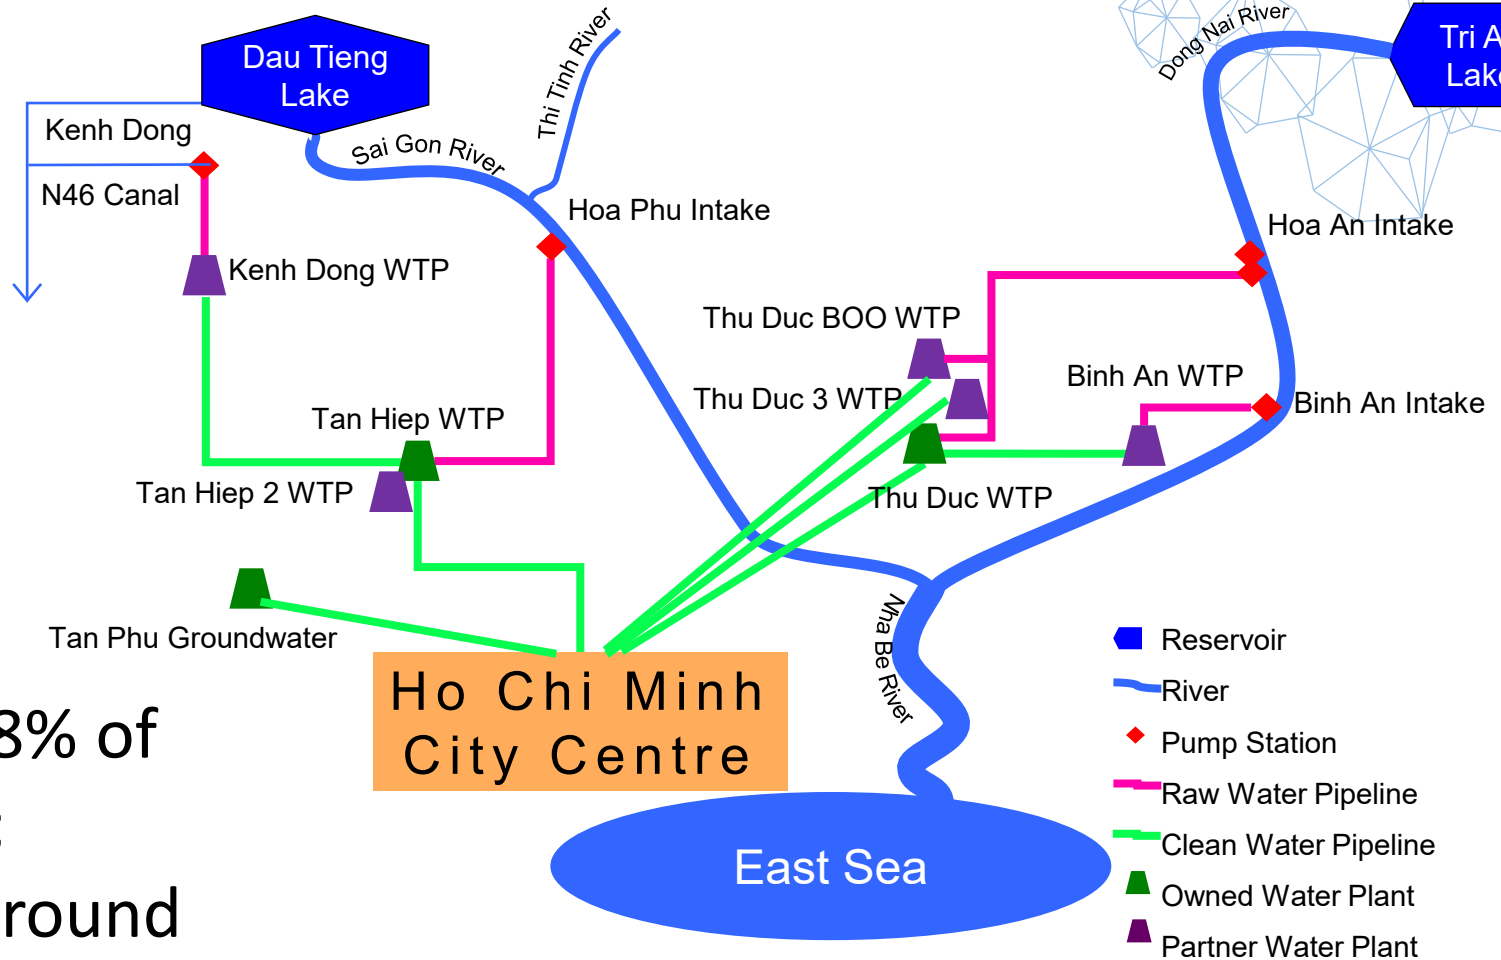 Dau Tieng
Lake
Thi Tinh River
Dong Nai River
Tri A
Lake
Kenh Dong
Sai Gon River
N46 Canal
Hoa Phu Intake
Hoa An Intake
Kenh Dong WTP
Thu Duc BOO WTP
Binh An WTP
Thu Duc 3 WTP
Binh An Intake
Tan Hiep WTP
Tan Hiep 2 WTP
Thu Duc WTP
Tan Phu Groundwater
Nha Be River
Ho Chi Minh
City Centre
8% of
round
East Sea
Reservoir
River
Pump Station
Raw Water Pipeline
Clean Water Pipeline
Owned Water Plant
Partner Water Plant